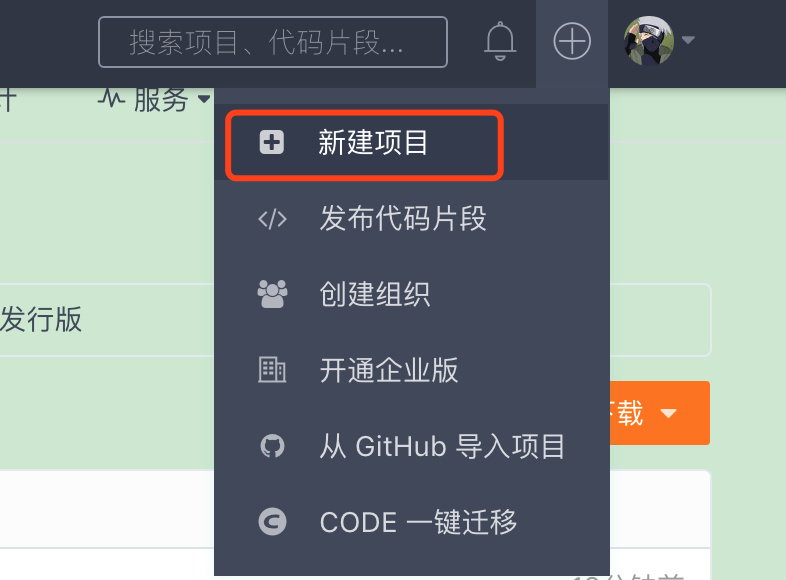 搜索项目、代码片段...
服务
新建项目
发布代码片段
创建组织
发行版
开通企业版
下载
从 GitHub 导入项目
CODE 一键迁移